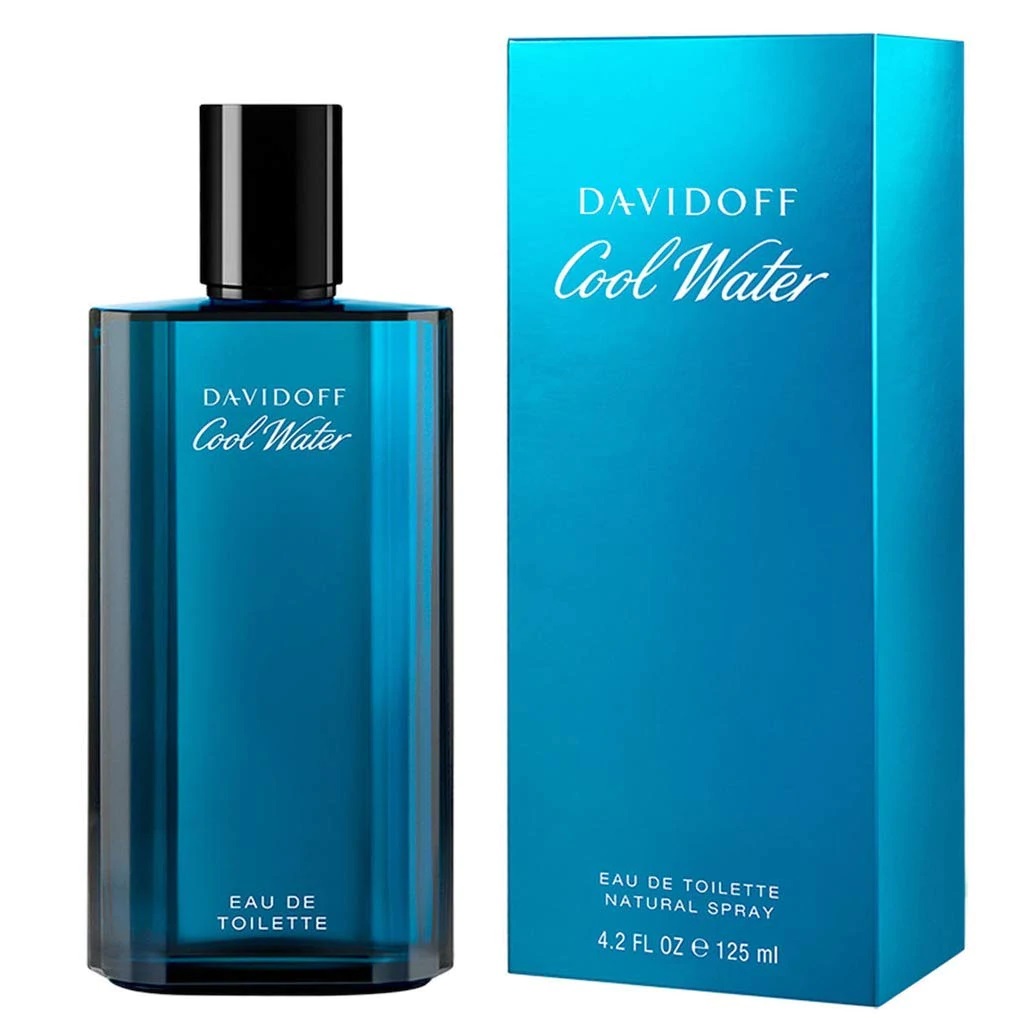 DAVIDOFF
Cool Water
EAU DE
TOILETTE
DAVIDOFF
Cool Water
EAU DE TOILETTE
NATURAL SPRAY
4.2 FL OZ ℮ 125 ml